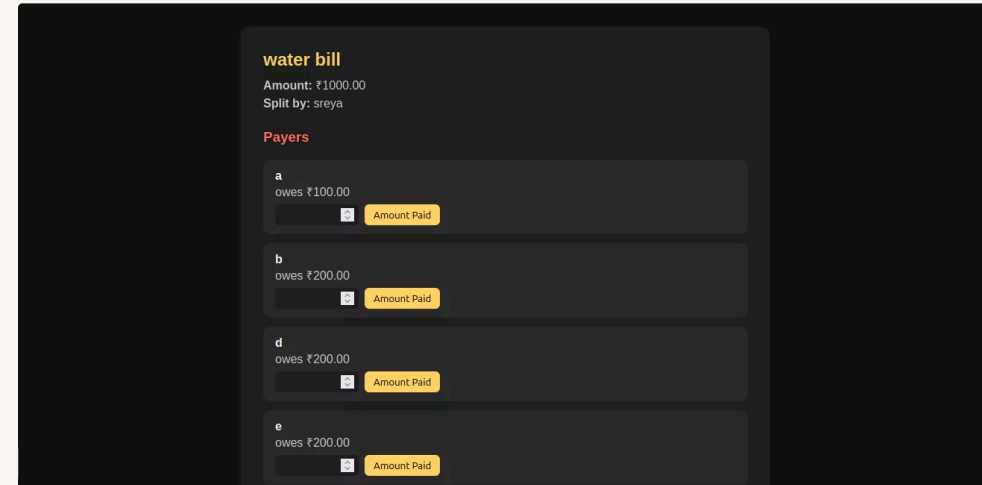 water bill
Amount: ₹1000.00
Split by: sreya
Payers
a
owes ₹100.00
Amount Paid
b
owes ₹200.00
Amount Paid
d
owes ₹200.00
Amount Paid
e
owes ₹200.00
Amount Paid